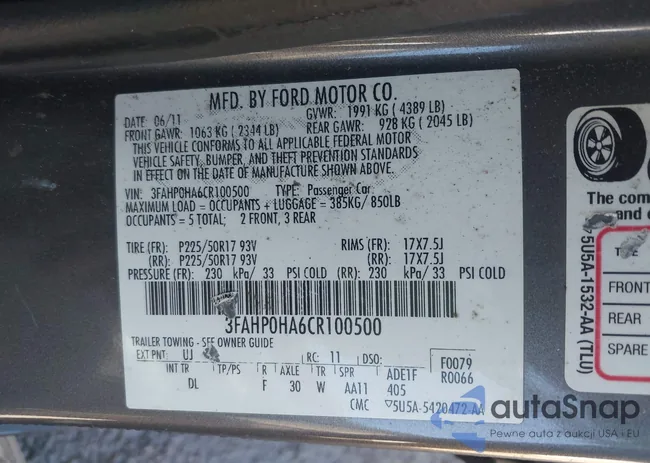 MFD. BY FORD MOTOR CO.
DATE 06/11 GVWR: 1991 KG ( 4389 LB)
FRONT GAWR: 1063 KG ( 2344 LB) REAR GAWR: 928 KG ( 2045 LB)
THIS VEHICLE CONFORMS TO ALL APPLICABLE FEDERAL MOTOR
VEHICLE SAFETY, BUMPER, AND THEFT PREVENTION STANDARDS
IN EFFECT ON THE DATE OF MANUFACTURE SHOWN ABOVE.
VIN: 3FAHP0HA6CR100500 TYPE: Passenger Car
MAXIMUM LOAD = OCCUPANTS + LUGGAGE = 385KG/ 850LB
OCCUPANTS = 5 TOTAL; 2 FRONT, 3 REAR
TIRE (FR): P225/50R17 93V RIMS (FR): 17X7.5J
(RR): P225/50R17 93V (RR): 17X7.5J
PRESSURE (FR): 230 kPa/ 33 PSI COLD (RR): 230 kPa/ 33 PSI COLD
3FAHP0HA6CR100500
TRAILER TOWING - SEE OWNER GUIDE
EXT PNT: UJ RC: 11 DSO: F0079
INT TR TP/PS R AXLE TR SPR ADE1F R0066
DL F 30 W AA11 405
CMC ▽5U5A-5420472 AA
The com
and
75U5A-1532-AA (TLU)
FRONT
REAR
SPARE
autaSnap
Pewne auta z aukcji USA i EU